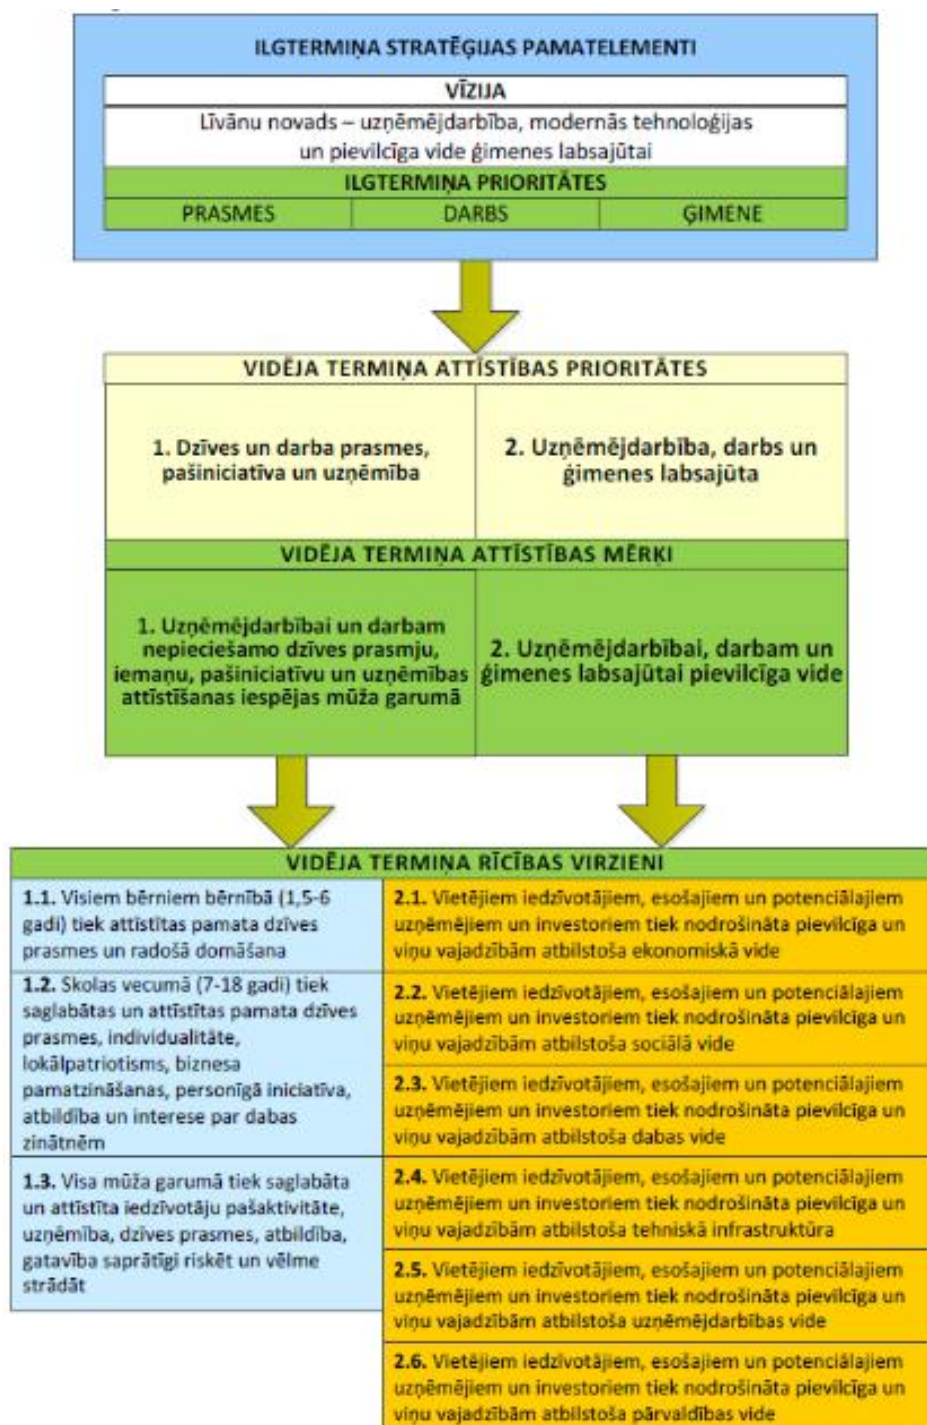 ILGTERMIŅA STRATĒĢIJAS PAMATELEMENTI
VĪZIJA
Līvānu novads – uzņēmējdarbība, modernās tehnoloģijas
un pievilcīga vide ģimenes labsajūtai
ILGTERMIŅA PRIORITĀTES
PRASMES DARBS ĢIMENE
VIDĒJA TERMIŅA ATTĪSTĪBAS PRIORITĀTES
1. Dzīves un darba prasmes,
pašiniciatīva un uzņēmība
2. Uzņēmējdarbība, darbs un
ģimenes labsajūta
VIDĒJA TERMIŅA ATTĪSTĪBAS MĒRĶI
1. Uzņēmējdarbībai un darbam
nepieciešamo dzīves prasmju,
iemaņu, pašiniciatīvu un uzņēmības
attīstīšanas iespējas mūža garumā
2. Uzņēmējdarbībai, darbam un
ģimenes labsajūtai pievilcīga vide
VIDĒJA TERMIŅA RĪCĪBAS VIRZIENI
1.1. Visiem bērniem bērnībā (1,5-6
gadi) tiek attīstītas pamata dzīves
prasmes un radošā domāšana
1.2. Skolas vecumā (7-18 gadi) tiek
saglabātas un attīstītas pamata dzīves
prasmes, individualitāte,
lokālpatriotisms, biznesa
pamatzināšanas, personīgā iniciatīva,
atbildība un interese par dabas
zinātnēm
1.3. Visa mūža garumā tiek saglabāta
un attīstīta iedzīvotāju pašaktivitāte,
uzņēmība, dzīves prasmes, atbildība,
gatavība saprātīgi riskēt un vēlme
strādāt
2.1. Vietējiem iedzīvotājiem, esošajiem un potenciālajiem
uzņēmējiem un investoriem tiek nodrošināta pievilcīga un
viņu vajadzībām atbilstoša ekonomiskā vide
2.2. Vietējiem iedzīvotājiem, esošajiem un potenciālajiem
uzņēmējiem un investoriem tiek nodrošināta pievilcīga un
viņu vajadzībām atbilstoša sociālā vide
2.3. Vietējiem iedzīvotājiem, esošajiem un potenciālajiem
uzņēmējiem un investoriem tiek nodrošināta pievilcīga un
viņu vajadzībām atbilstoša dabas vide
2.4. Vietējiem iedzīvotājiem, esošajiem un potenciālajiem
uzņēmējiem un investoriem tiek nodrošināta pievilcīga un
viņu vajadzībām atbilstoša tehniskā infrastruktūra
2.5. Vietējiem iedzīvotājiem, esošajiem un potenciālajiem
uzņēmējiem un investoriem tiek nodrošināta pievilcīga un
viņu vajadzībām atbilstoša uzņēmējdarbības vide
2.6. Vietējiem iedzīvotājiem, esošajiem un potenciālajiem
uzņēmējiem un investoriem tiek nodrošināta pievilcīga un
viņu vajadzībām atbilstoša pārvaldības vide